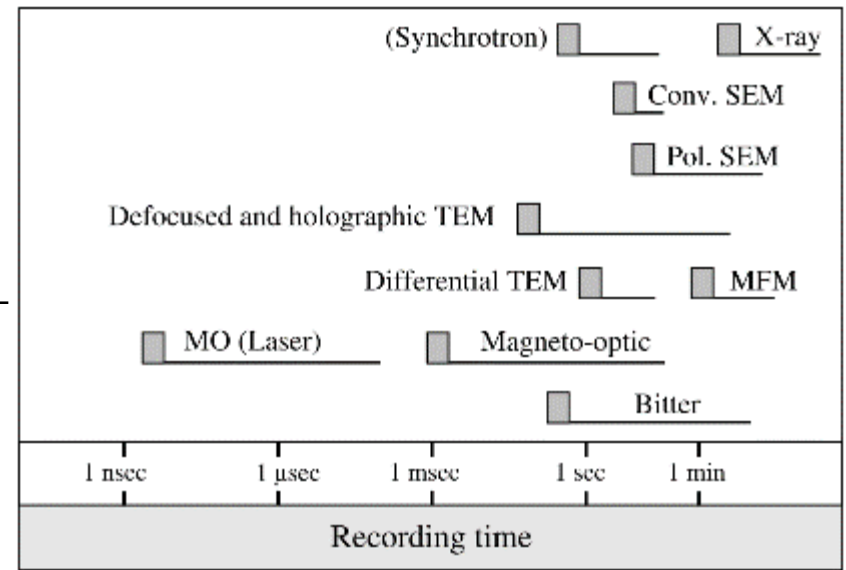 (Synchrotron) X-ray
Conv. SEM
Pol. SEM
Defocused and holographic TEM
Differential TEM MFM
MO (Laser) Magneto-optic
Bitter
1 nsec 1 μsec 1 msec 1 sec 1 min
Recording time